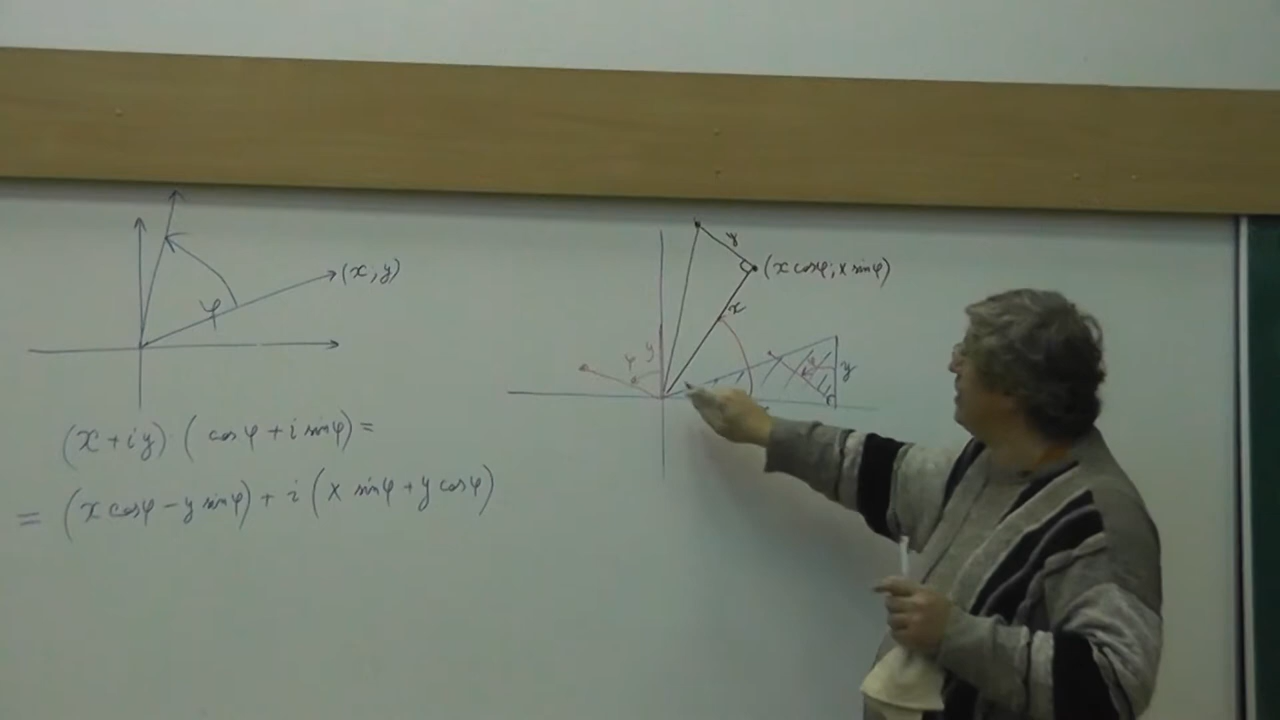 (x, y)
φ
(x + iy) · (cos φ + i sin φ) =
= (x cos φ − y sin φ) + i (x sin φ + y cos φ)
y
(x cos φ; x sin φ)
x
φ
y
y